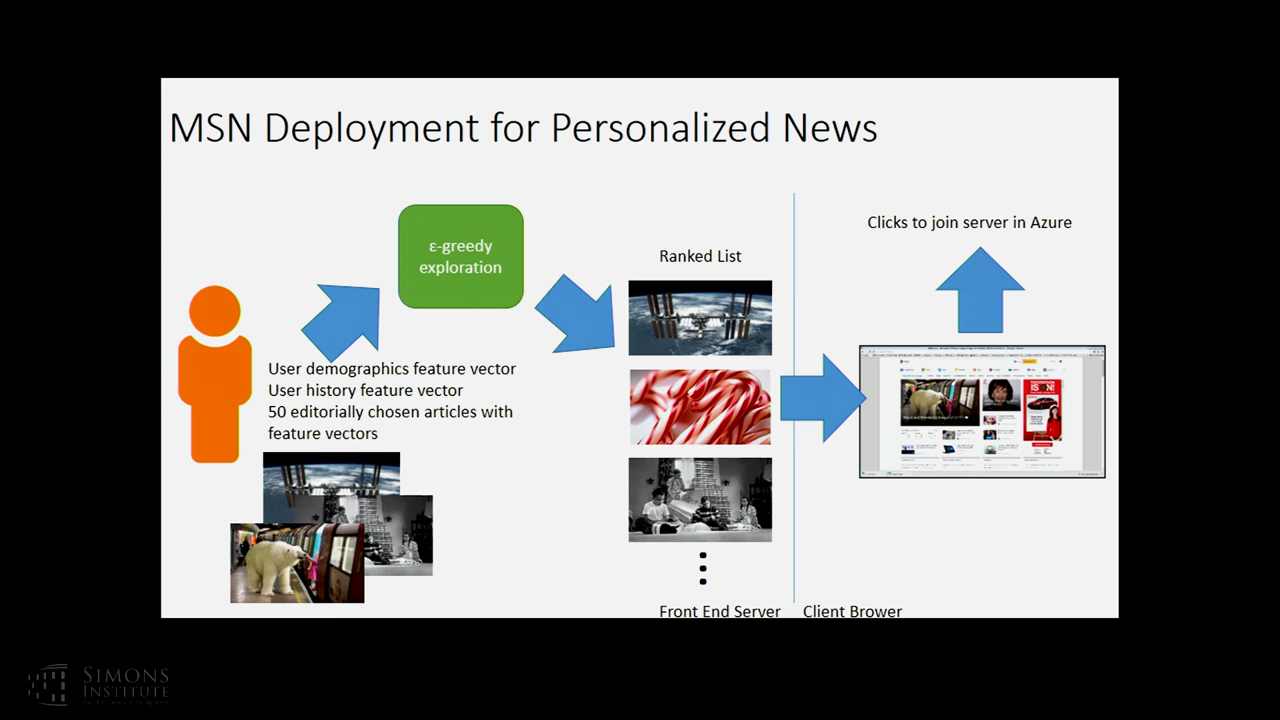 MSN Deployment for Personalized News
ε-greedy
exploration
User demographics feature vector
User history feature vector
50 editorially chosen articles with
feature vectors
Ranked List
Clicks to join server in Azure
Front End Server
Client Brower
SIMONS
INSTITUTE